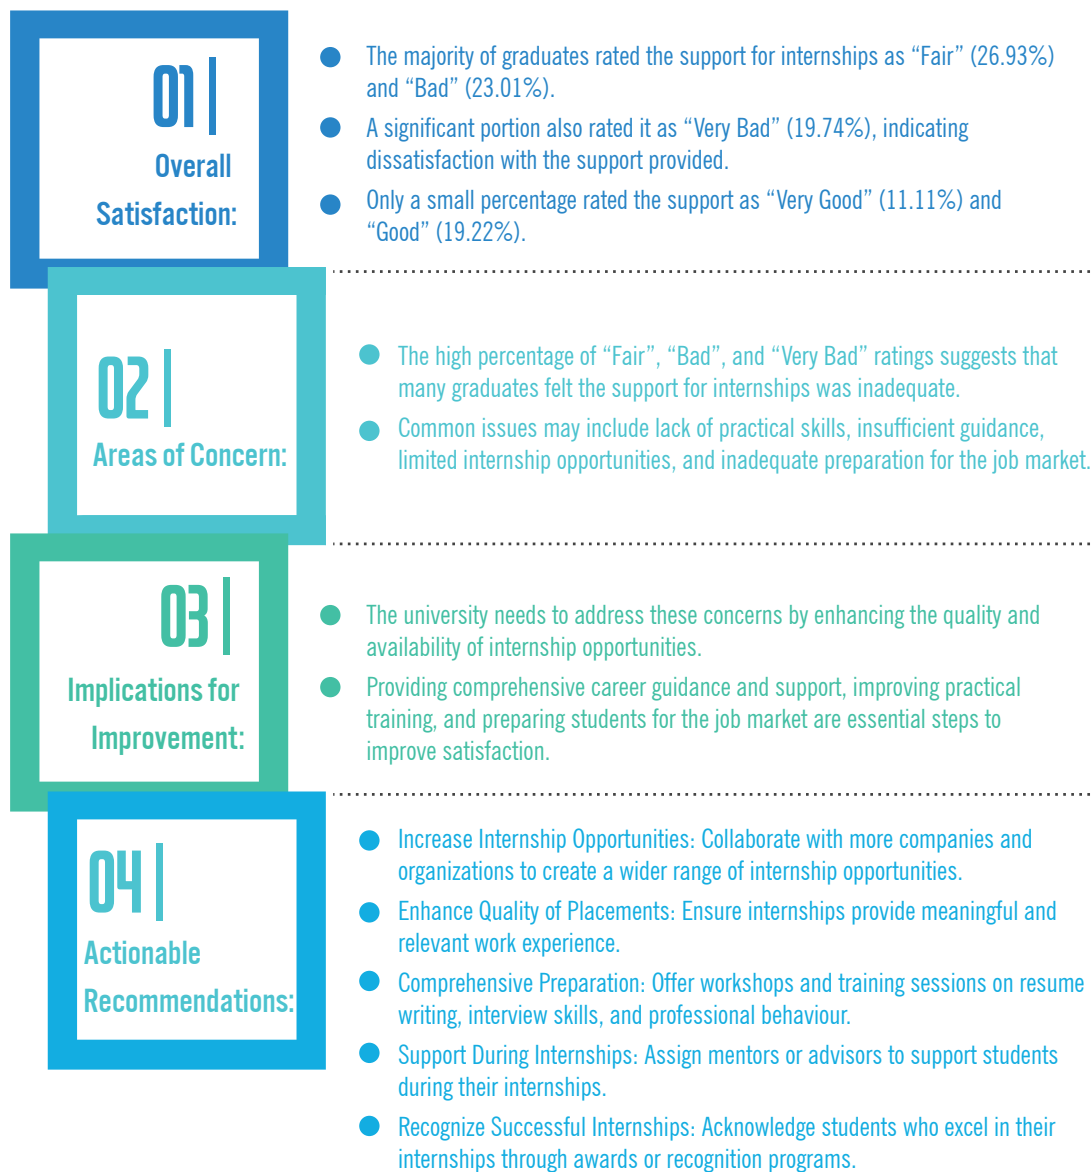 01
Overall
Satisfaction:
The majority of graduates rated the support for internships as “Fair” (26.93%)
and “Bad” (23.01%).
A significant portion also rated it as “Very Bad” (19.74%), indicating
dissatisfaction with the support provided.
Only a small percentage rated the support as “Very Good” (11.11%) and
“Good” (19.22%).
02
Areas of Concern:
The high percentage of “Fair”, “Bad”, and “Very Bad” ratings suggests that
many graduates felt the support for internships was inadequate.
Common issues may include lack of practical skills, insufficient guidance,
limited internship opportunities, and inadequate preparation for the job market.
03
Implications for
Improvement:
The university needs to address these concerns by enhancing the quality and
availability of internship opportunities.
Providing comprehensive career guidance and support, improving practical
training, and preparing students for the job market are essential steps to
improve satisfaction.
04
Actionable
Recommendations:
Increase Internship Opportunities: Collaborate with more companies and
organizations to create a wider range of internship opportunities.
Enhance Quality of Placements: Ensure internships provide meaningful and
relevant work experience.
Comprehensive Preparation: Offer workshops and training sessions on resume
writing, interview skills, and professional behaviour.
Support During Internships: Assign mentors or advisors to support students
during their internships.
Recognize Successful Internships: Acknowledge students who excel in their
internships through awards or recognition programs.